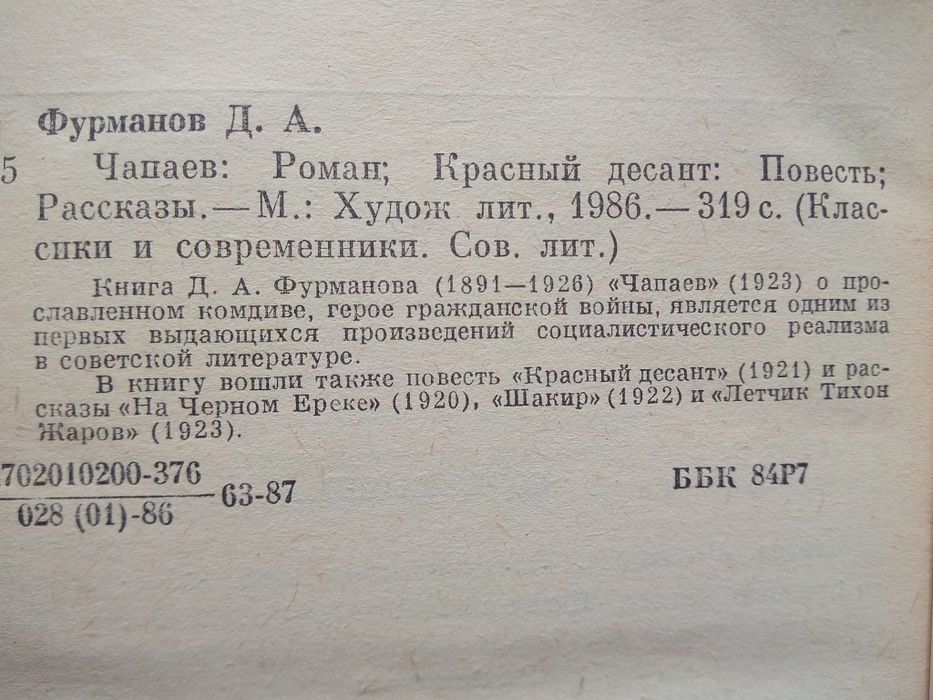 Фурманов Д. А.
5 Чапаев: Роман; Красный десант: Повесть;
Рассказы.— М.: Худож лит., 1986.— 319 с. (Клас-
сики и современники. Сов. лит.)
Книга Д. А. Фурманова (1891—1926) «Чапаев» (1923) о про-
славленном комдиве, герое гражданской войны, является одним из
первых выдающихся произведений социалистического реализма
в советской литературе.
В книгу вошли также повесть «Красный десант» (1921) и рас-
сказы «На Черном Ереке» (1920), «Шакир» (1922) и «Летчик Тихон
Жаров» (1923).
702010200-376
028 (01)-86
63-87
ББК 84Р7